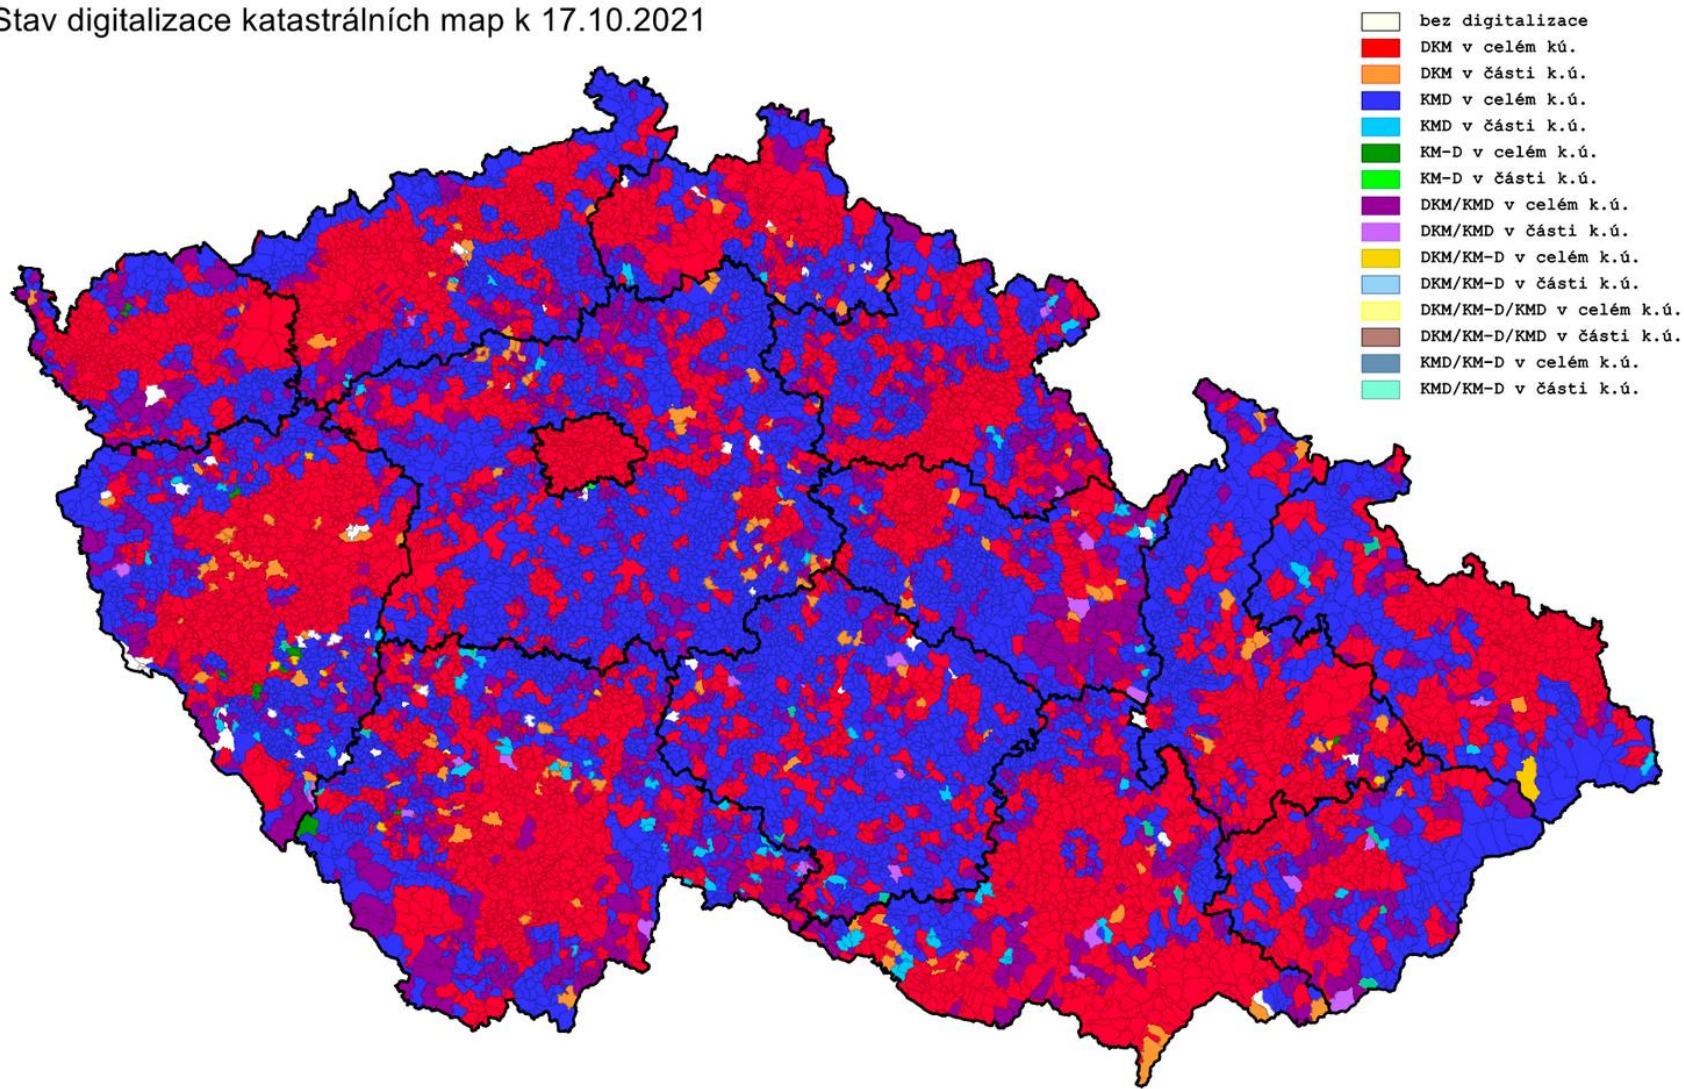 Stav digitalizace katastrálních map k 17.10.2021
bez digitalizace
DKM v celém kú.
DKM v části k.ú.
KMD v celém k.ú.
KMD v části k.ú.
KM-D v celém k.ú.
KM-D v části k.ú.
DKM/KMD v celém k.ú.
DKM/KMD v části k.ú.
DKM/KM-D v celém k.ú.
DKM/KM-D v části k.ú.
DKM/KM-D/KMD v celém k.ú.
DKM/KM-D/KMD v části k.ú.
KMD/KM-D v celém k.ú.
KMD/KM-D v části k.ú.